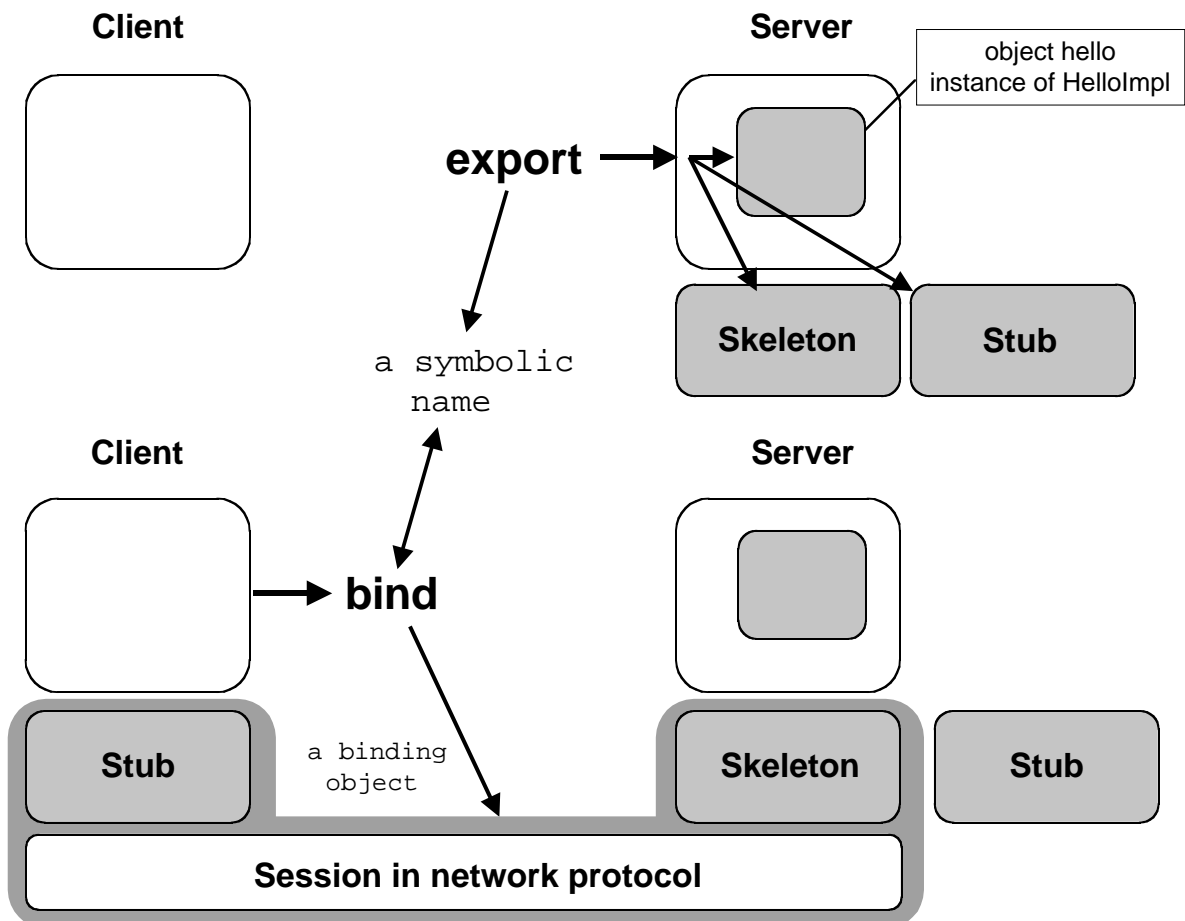 Client
Server
object hello
instance of HelloImpl
export
Skeleton
Stub
a symbolic
name
Client
Server
bind
Stub
a binding
object
Skeleton
Stub
Session in network protocol